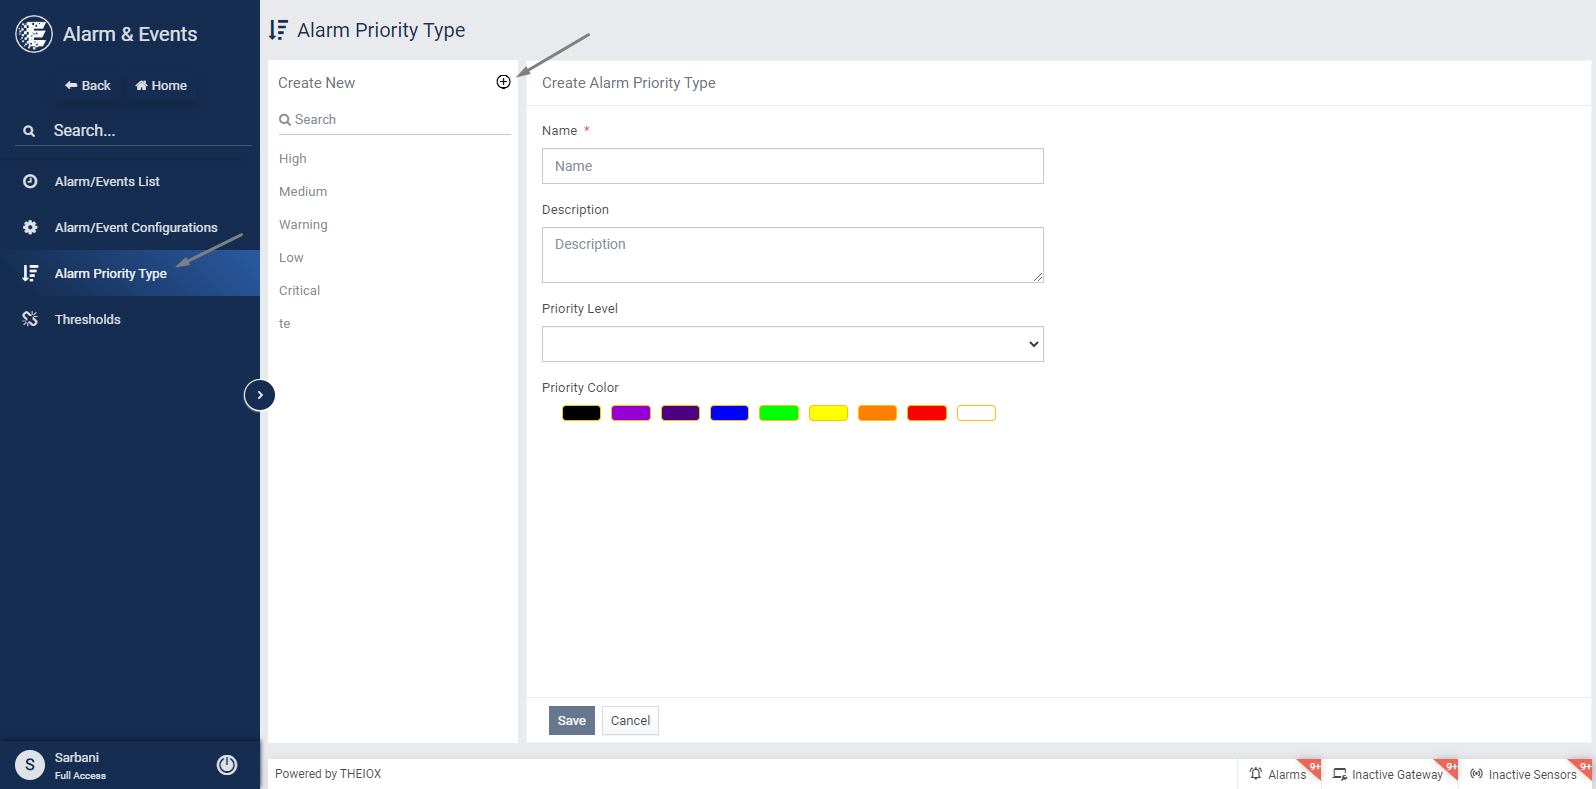 Alarm & Events
Back
Home
Search...
Alarm/Events List
Alarm/Event Configurations
Alarm Priority Type
Thresholds
S
Sarbani
Full Access
Alarm Priority Type
Create New
Search
High
Medium
Warning
Low
Critical
te
Create Alarm Priority Type
Name *
Name
Description
Description
Priority Level
Priority Color
Save
Cancel
Powered by THEIOX
Alarms 9+
Inactive Gateway 9+
Inactive Sensors 9+